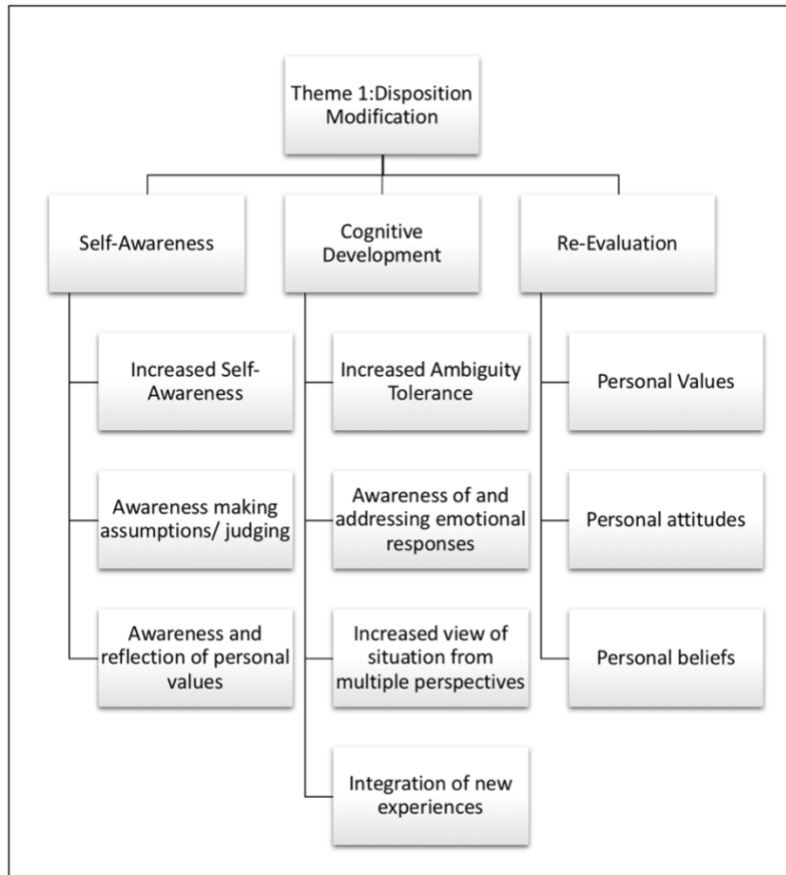 Theme 1:Disposition
Modification
Self-Awareness
Cognitive
Development
Re-Evaluation
Increased Self-
Awareness
Awareness making
assumptions/ judging
Awareness and
reflection of personal
values
Increased Ambiguity
Tolerance
Awareness of and
addressing emotional
responses
Increased view of
situation from
multiple perspectives
Integration of new
experiences
Personal Values
Personal attitudes
Personal beliefs